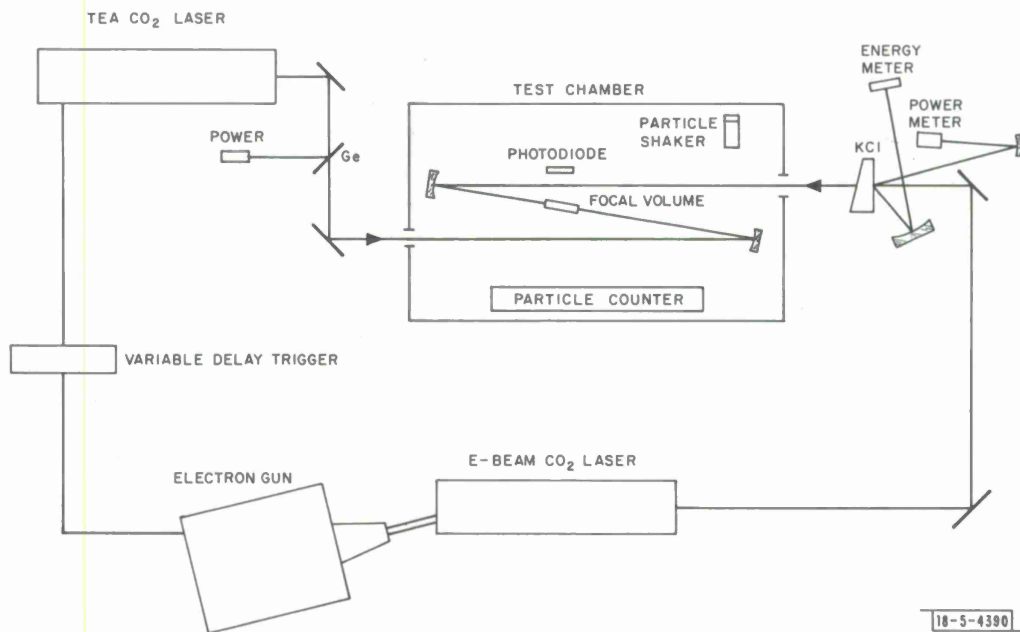 TEA CO₂ LASER
POWER
Ge
TEST CHAMBER
PARTICLE
SHAKER
PHOTODIODE
FOCAL VOLUME
PARTICLE COUNTER
ENERGY
METER
POWER
METER
KCl
VARIABLE DELAY TRIGGER
ELECTRON GUN
E-BEAM CO₂ LASER
18-5-4390